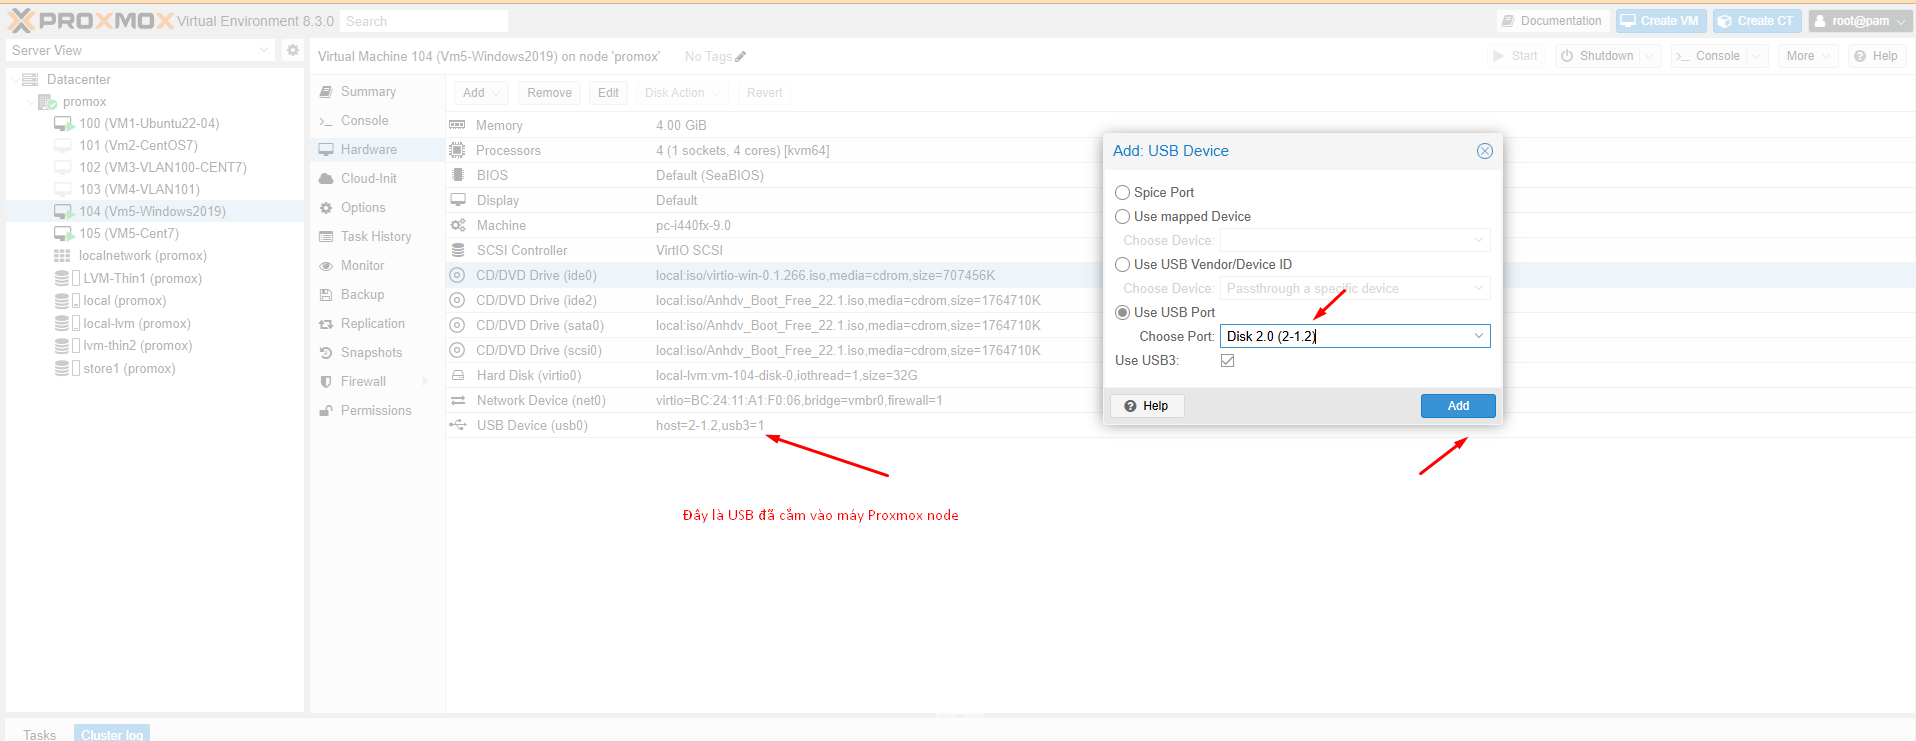 PROXMOX Virtual Environment 8.3.0 Search Documentation Create VM Create CT root@pam
Server View
Virtual Machine 104 (Vm5-Windows2019) on node 'promox' No Tags Start Shutdown Console More Help
Datacenter
promox
100 (VM1-Ubuntu22-04)
101 (Vm2-CentOS7)
102 (VM3-VLAN100-CENT7)
103 (VM4-VLAN101)
104 (Vm5-Windows2019)
105 (VM5-Cent7)
localnetwork (promox)
LVM-Thin1 (promox)
local (promox)
local-lvm (promox)
lvm-thin2 (promox)
store1 (promox)
Summary
Console
Hardware
Cloud-Init
Options
Task History
Monitor
Backup
Replication
Snapshots
Firewall
Permissions
Add Remove Edit Disk Action Revert
Memory 4.00 GiB
Processors 4 (1 sockets, 4 cores) [kvm64]
BIOS Default (SeaBIOS)
Display Default
Machine pc-i440fx-9.0
SCSI Controller VirtIO SCSI
CD/DVD Drive (ide0) local:iso/virtio-win-0.1.266.iso,media=cdrom,size=707456K
CD/DVD Drive (ide2) local:iso/Anhdv_Boot_Free_22.1.iso,media=cdrom,size=1764710K
CD/DVD Drive (sata0) local:iso/Anhdv_Boot_Free_22.1.iso,media=cdrom,size=1764710K
CD/DVD Drive (scsi0) local:iso/Anhdv_Boot_Free_22.1.iso,media=cdrom,size=1764710K
Hard Disk (virtio0) local-lvm:vm-104-disk-0,iothread=1,size=32G
Network Device (net0) virtio=BC:24:11:A1:F0:06,bridge=vmbr0,firewall=1
USB Device (usb0) host=2-1.2,usb3=1
Đây là USB đã cắm vào máy Proxmox node
Add: USB Device
Spice Port
Use mapped Device
Choose Device:
Use USB Vendor/Device ID
Choose Device: Passthrough a specific device
Use USB Port
Choose Port: Disk 2.0 (2-1.2)
Use USB3:
Help Add
Tasks Cluster log